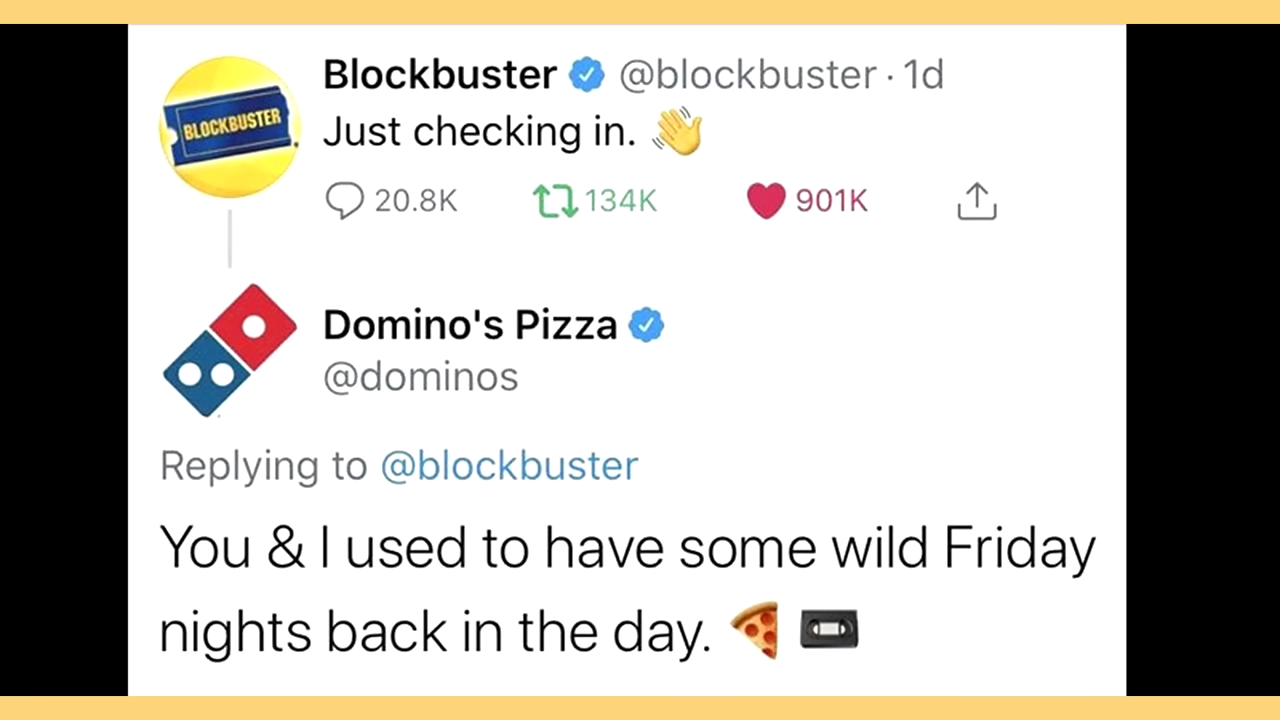 BLOCKBUSTER
Blockbuster @blockbuster · 1d
Just checking in. 👋
20.8K 134K 901K
Domino's Pizza
@dominos
Replying to @blockbuster
You & I used to have some wild Friday
nights back in the day. 🍕 📼